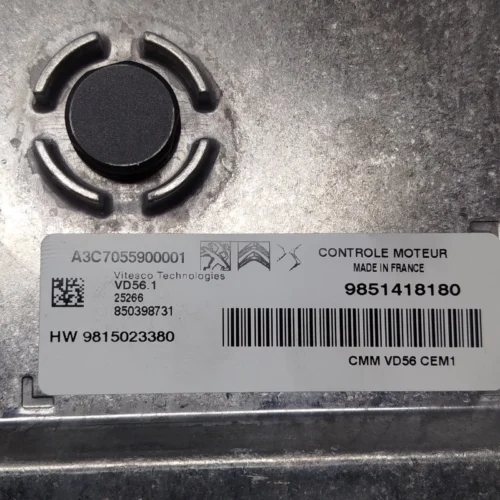 A3C7055900001
Vitesco Technologies
VD56.1
25266
850398731
HW 9815023380
CONTROLE MOTEUR
MADE IN FRANCE
9851418180
CMM VD56 CEM1